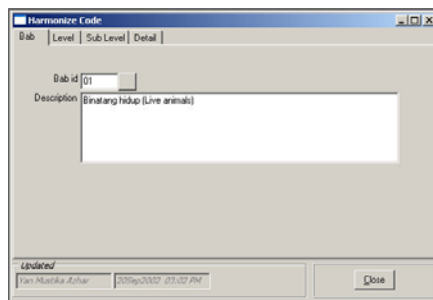 Harmonize Code
Bab Level Sub Level Detail
Bab id 01
Description Binatang hidup (Live animals)
Updated
Yan Mustika Azhar 20Sep2002 03:02 PM
Close